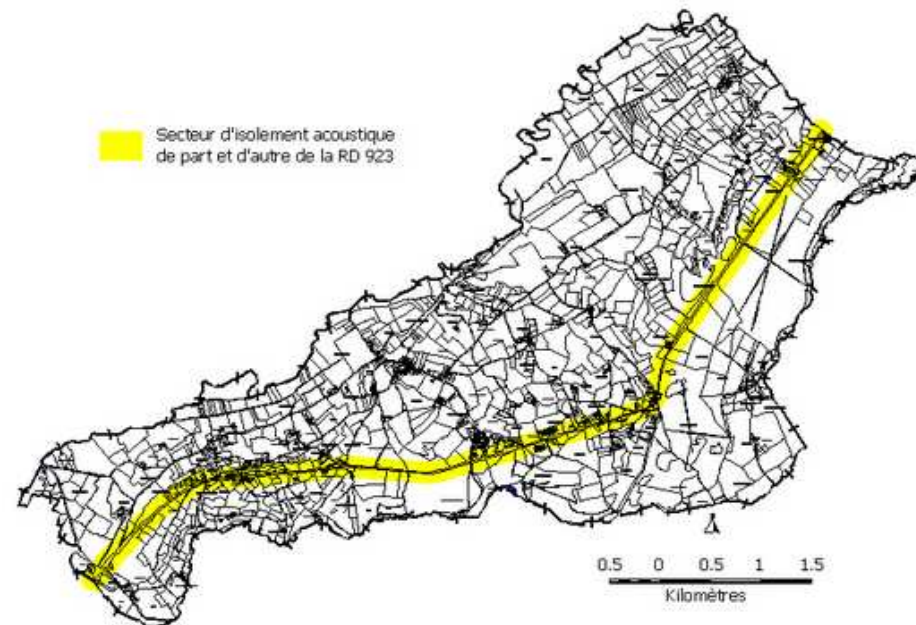 Secteur d'isolement acoustique
de part et d'autre de la RD 923
0.5 0 0.5 1 1.5
Kilomètres